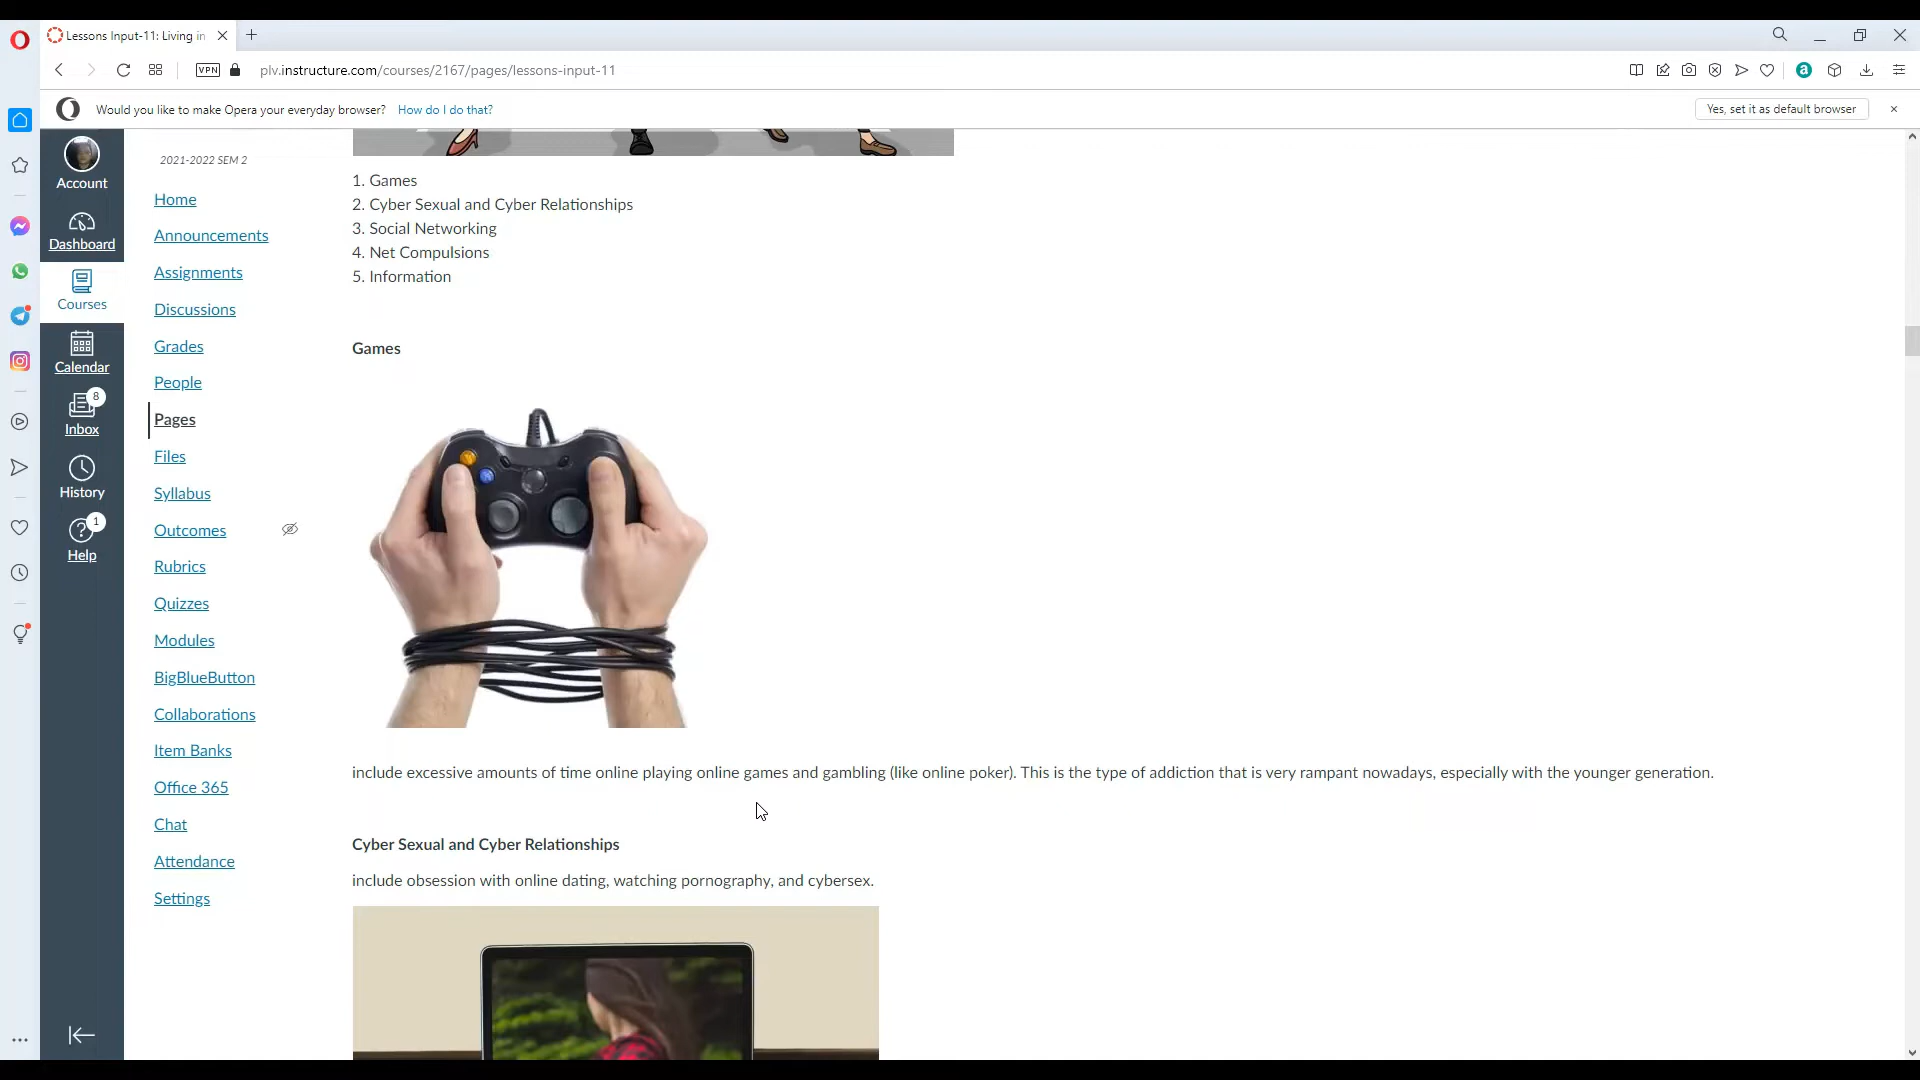 Lessons Input-11: Living in
plv.instructure.com/courses/2167/pages/lessons-input-11
VPN
Would you like to make Opera your everyday browser? How do I do that?
Yes, set it as default browser
Account
Dashboard
Courses
Calendar
8
Inbox
History
1
Help
2021-2022 SEM 2
Home
Announcements
Assignments
Discussions
Grades
People
Pages
Files
Syllabus
Outcomes
Rubrics
Quizzes
Modules
BigBlueButton
Collaborations
Item Banks
Office 365
Chat
Attendance
Settings
1. Games
2. Cyber Sexual and Cyber Relationships
3. Social Networking
4. Net Compulsions
5. Information
Games
include excessive amounts of time online playing online games and gambling (like online poker). This is the type of addiction that is very rampant nowadays, especially with the younger generation.
Cyber Sexual and Cyber Relationships
include obsession with online dating, watching pornography, and cybersex.